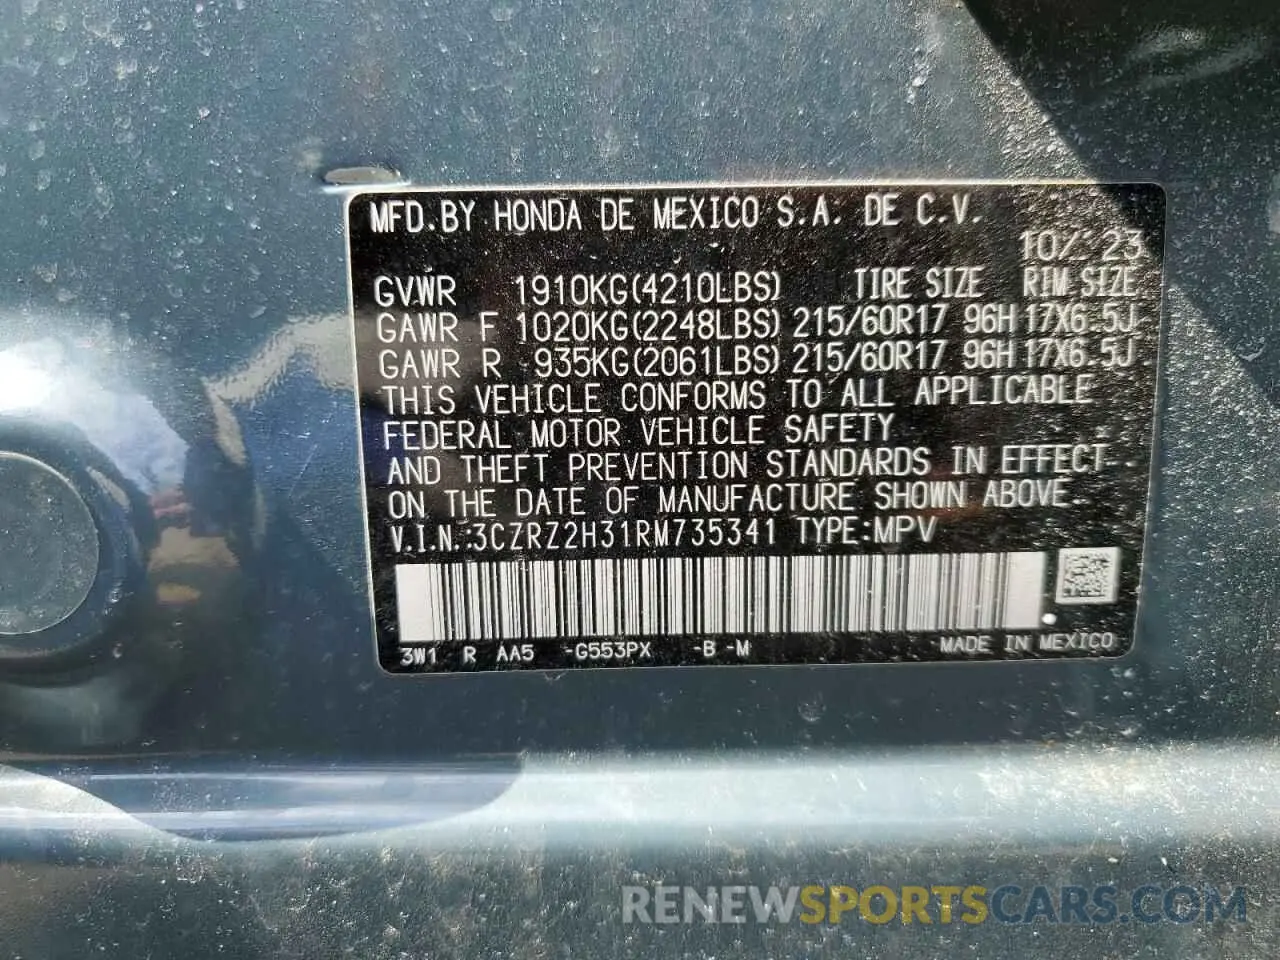 MFD.BY HONDA DE MEXICO S.A. DE C.V.
10/23
GVWR 1910KG(4210LBS) TIRE SIZE RIM SIZE
GAWR F 1020KG(2248LBS) 215/60R17 96H 17X6.5J
GAWR R 935KG(2061LBS) 215/60R17 96H 17X6.5J
THIS VEHICLE CONFORMS TO ALL APPLICABLE
FEDERAL MOTOR VEHICLE SAFETY
AND THEFT PREVENTION STANDARDS IN EFFECT
ON THE DATE OF MANUFACTURE SHOWN ABOVE.
V.I.N.:3CZRZ2H31RM735341 TYPE:MPV
3W1 R AA5 -G553PX -B -M MADE IN MEXICO
RENEWSPORTSCARS.COM